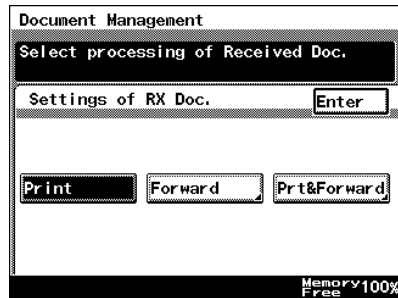 Document Management
Select processing of Received Doc.
Settings of RX Doc.
Enter
Print Forward Prt&Forward
Memory Free 100%